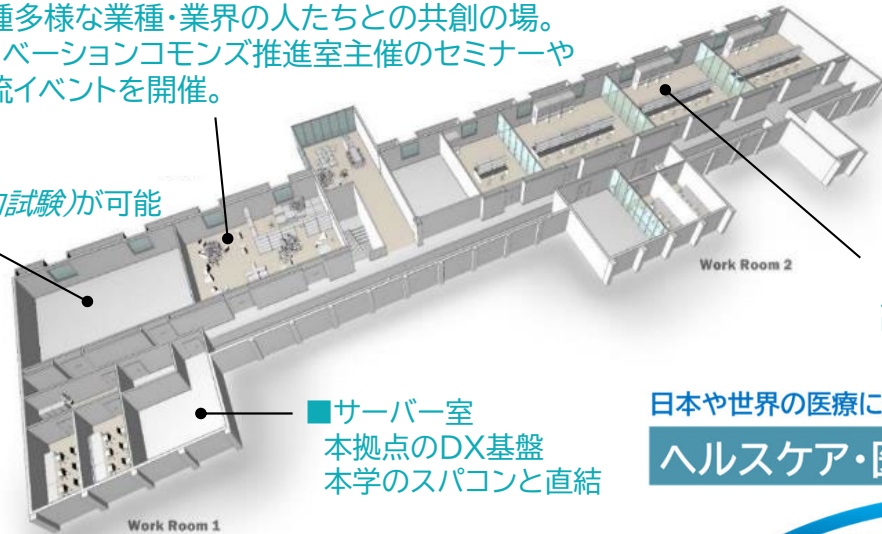 種多様な業種・業界の人たちとの共創の場。
ベーションコモンズ推進室主催のセミナーや
流イベントを開催。
試験)が可能
Work Room 2
■サーバー室
本拠点のDX基盤
本学のスパコンと直結
Work Room 1
日本や世界の医療に
ヘルスケア・